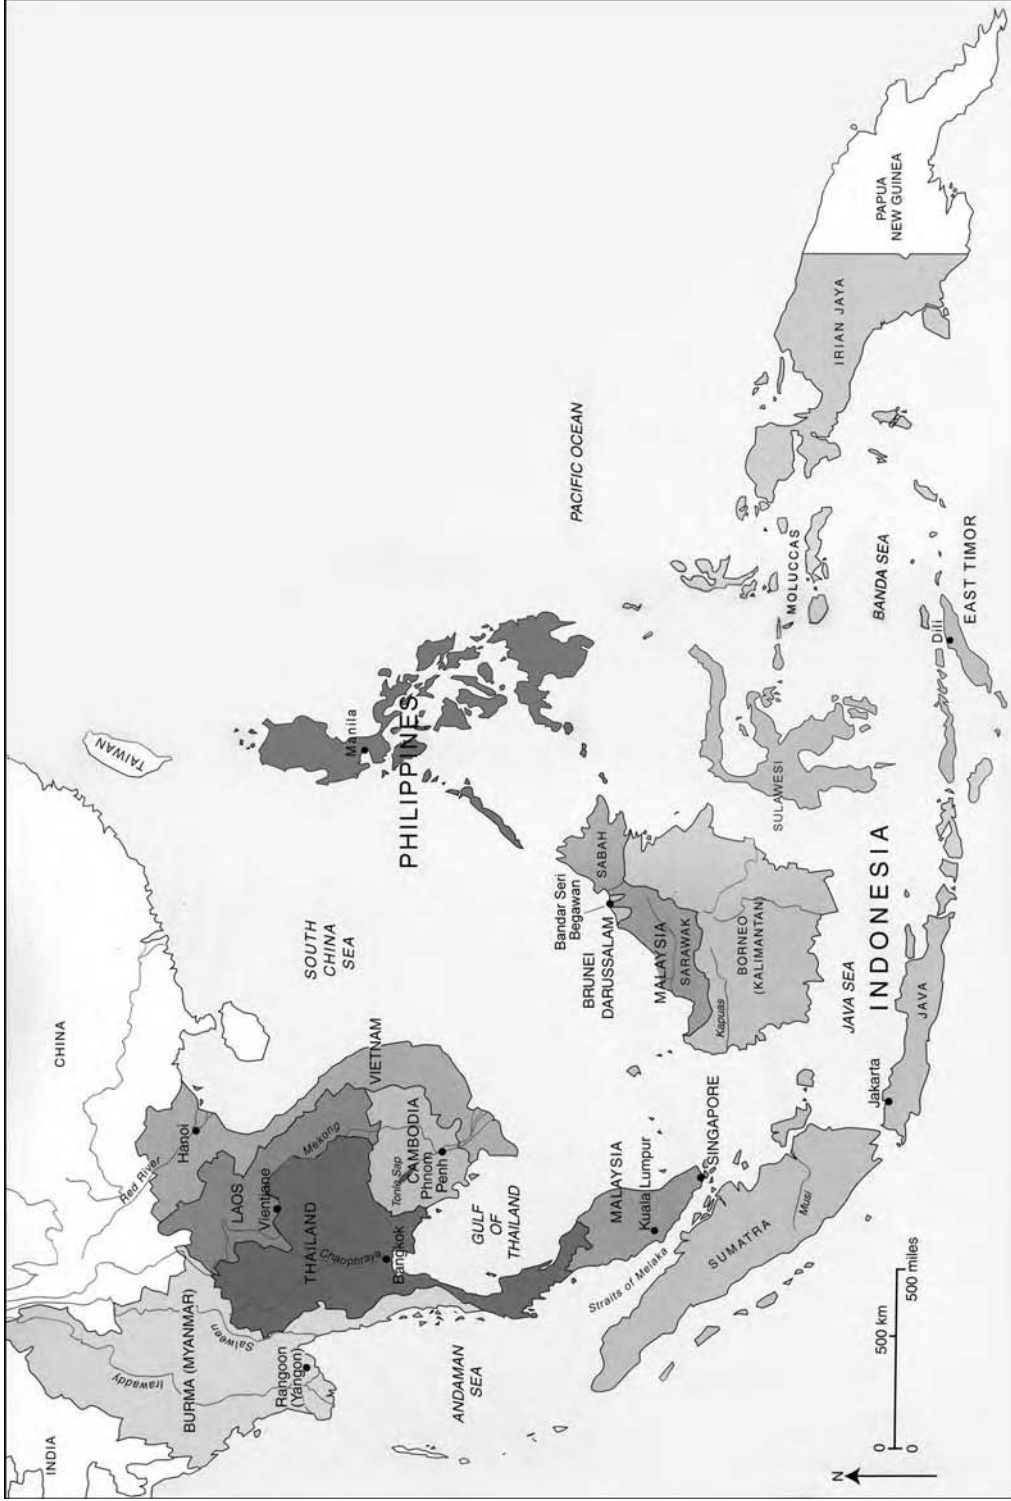 INDIA
CHINA
TAIWAN
Irawaddy
BURMA (MYANMAR)
Salween
Rangoon
(Yangon)
Red River
Hanoi
LAOS
Vientiane
THAILAND
Mekong
VIETNAM
Chaophraya
Bangkok
Tonle Sap
CAMBODIA
Phnom
Penh
SOUTH
CHINA
SEA
Manila
PHILIPPINES
ANDAMAN
SEA
GULF
OF
THAILAND
PACIFIC OCEAN
Bandar Seri
Begawan
BRUNEI
DARUSSALAM
SABAH
MALAYSIA
SARAWAK
MALAYSIA
Kuala Lumpur
Straits of Melaka
SINGAPORE
Kapuas
BORNEO
(KALIMANTAN)
SUMATRA
Musi
SULAWESI
MOLUCCAS
IRIAN JAYA
PAPUA
NEW GUINEA
JAVA SEA
INDONESIA
BANDA SEA
Jakarta
JAVA
Dili
EAST TIMOR
N
0
500 km
0
500 miles